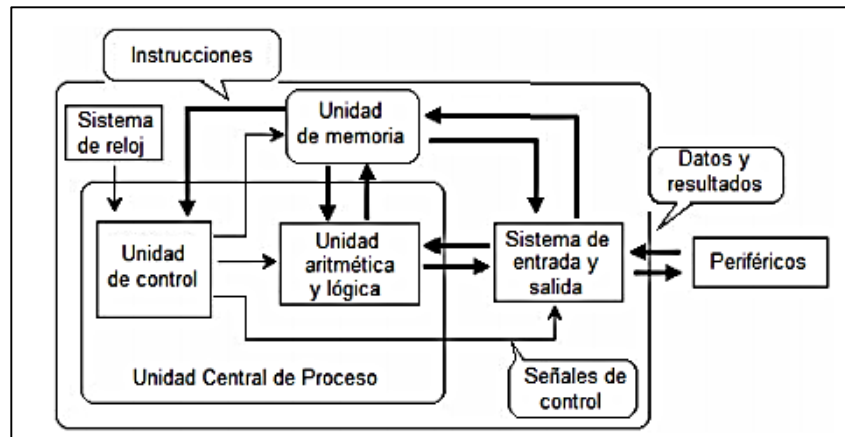 Instrucciones
Sistema
de reloj
Unidad
de memoria
Datos y
resultados
Unidad
de control
Unidad
aritmética
y lógica
Sistema de
entrada y
salida
Periféricos
Unidad Central de Proceso
Señales de
control